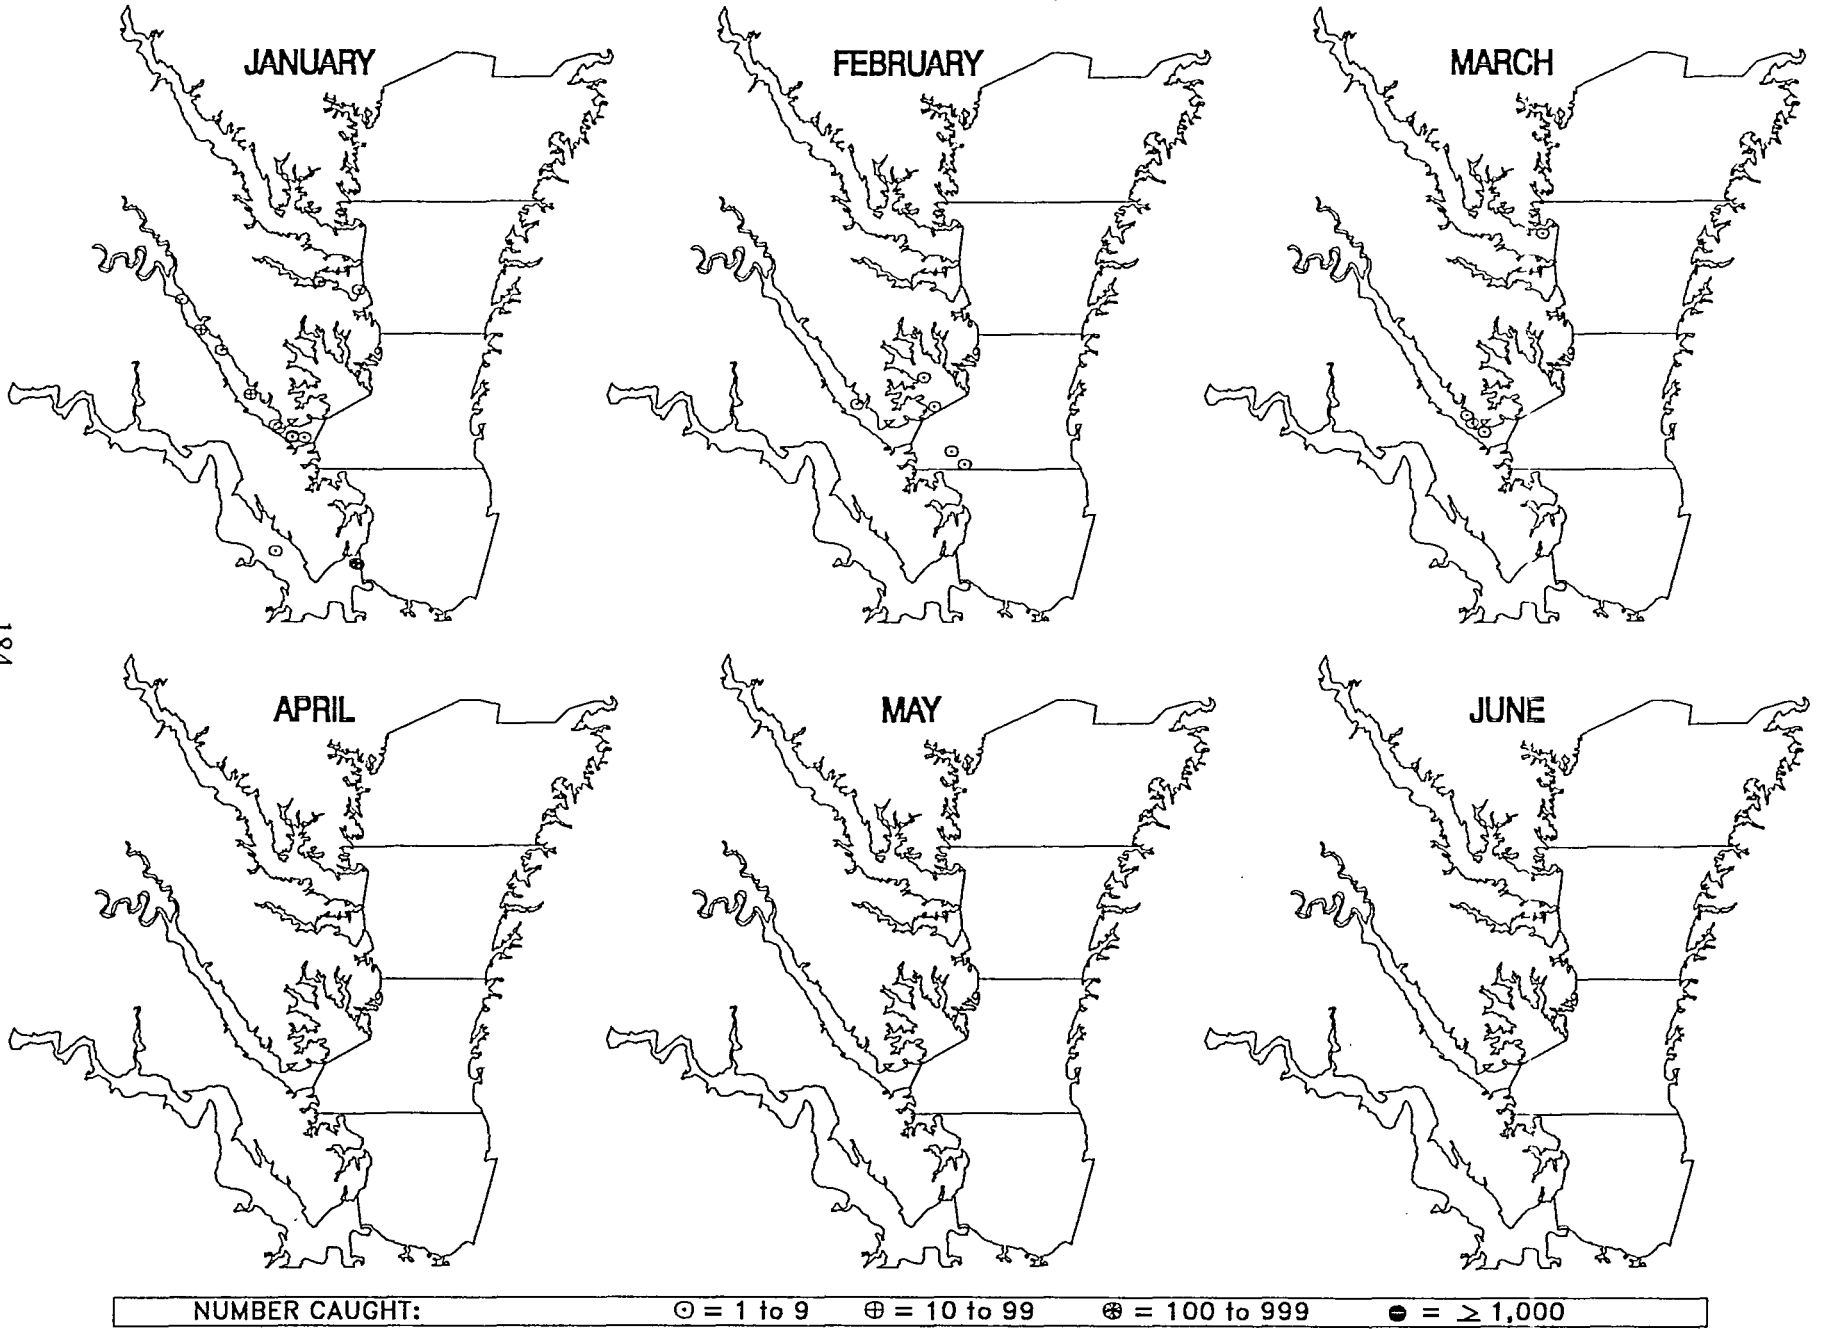 JANUARY
FEBRUARY
MARCH
184
APRIL
MAY
JUNE
NUMBER CAUGHT: ⊙ = 1 to 9 ⊕ = 10 to 99 ⊛ = 100 to 999 ● = ≥ 1,000